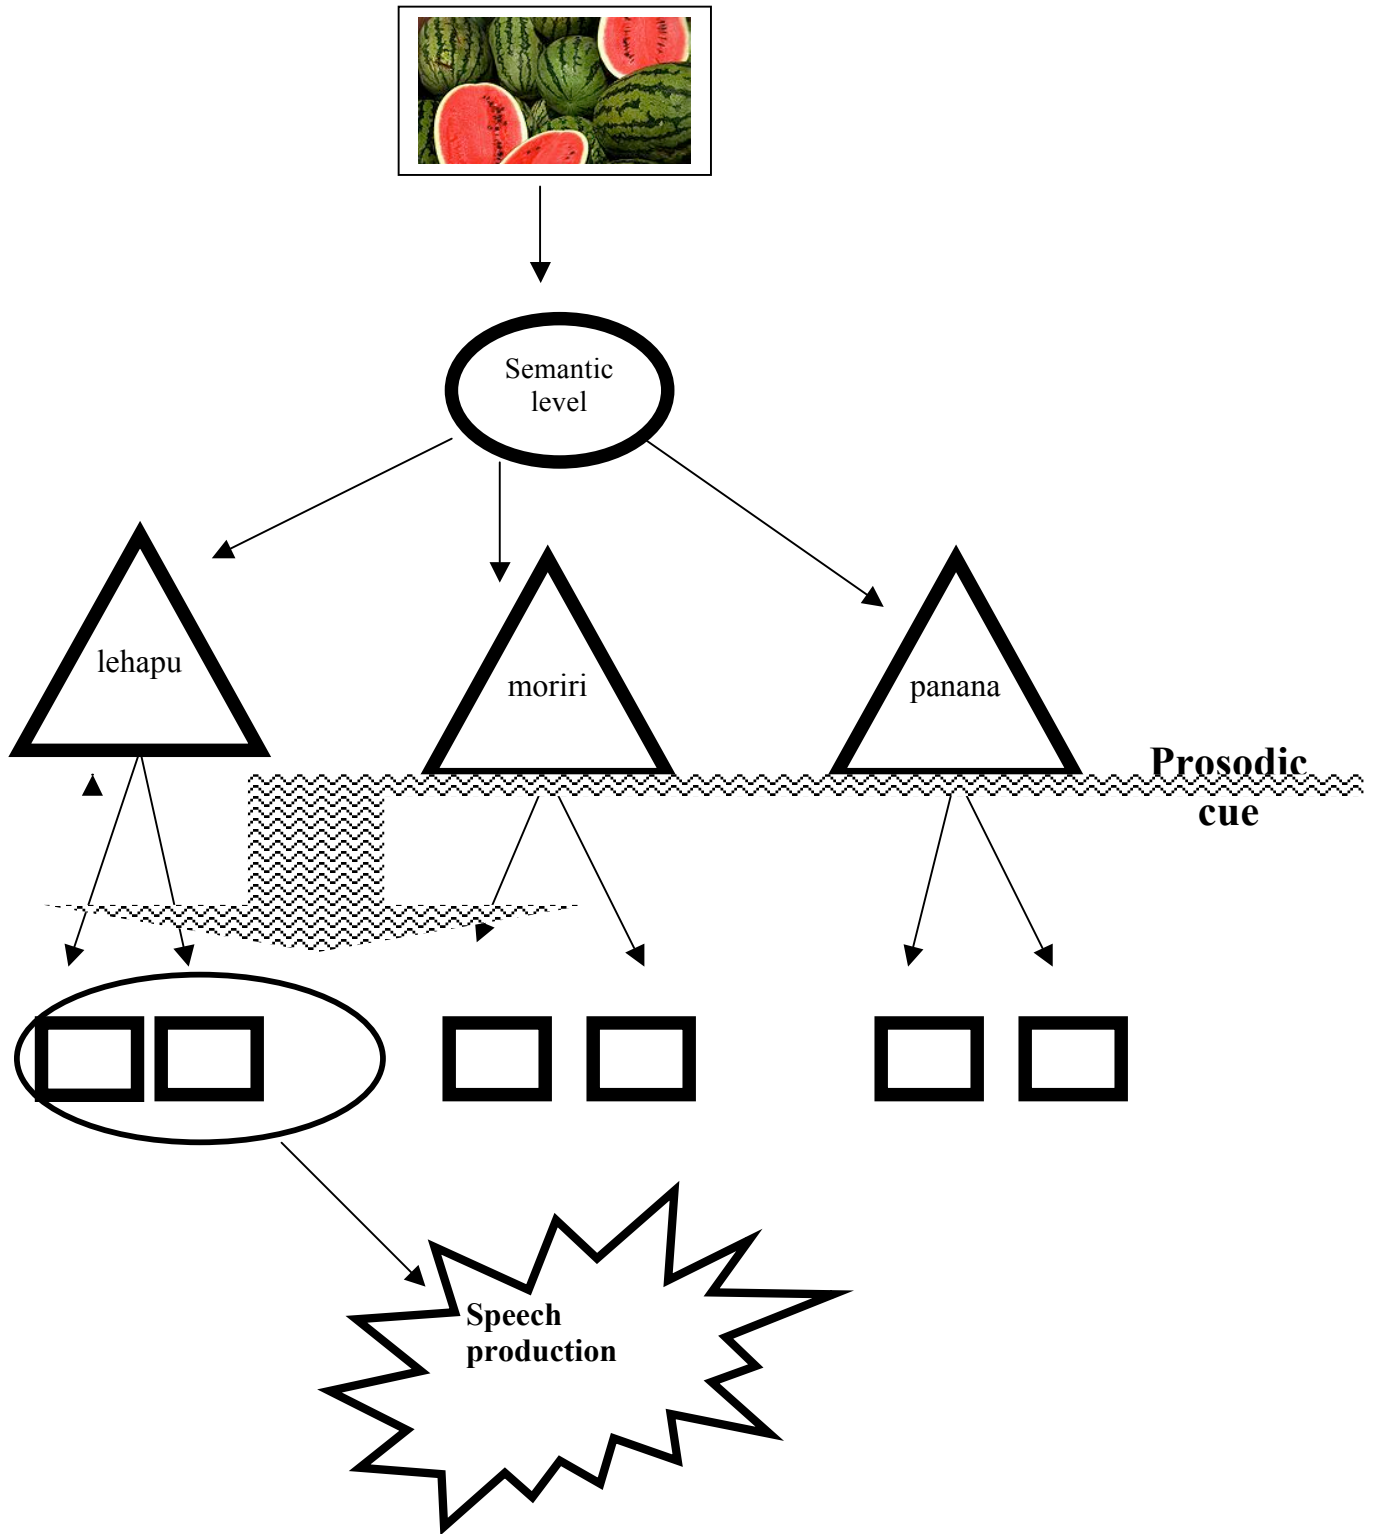 Semantic
level
lehapu
moriri
panana
Prosodic
cue
Speech
production